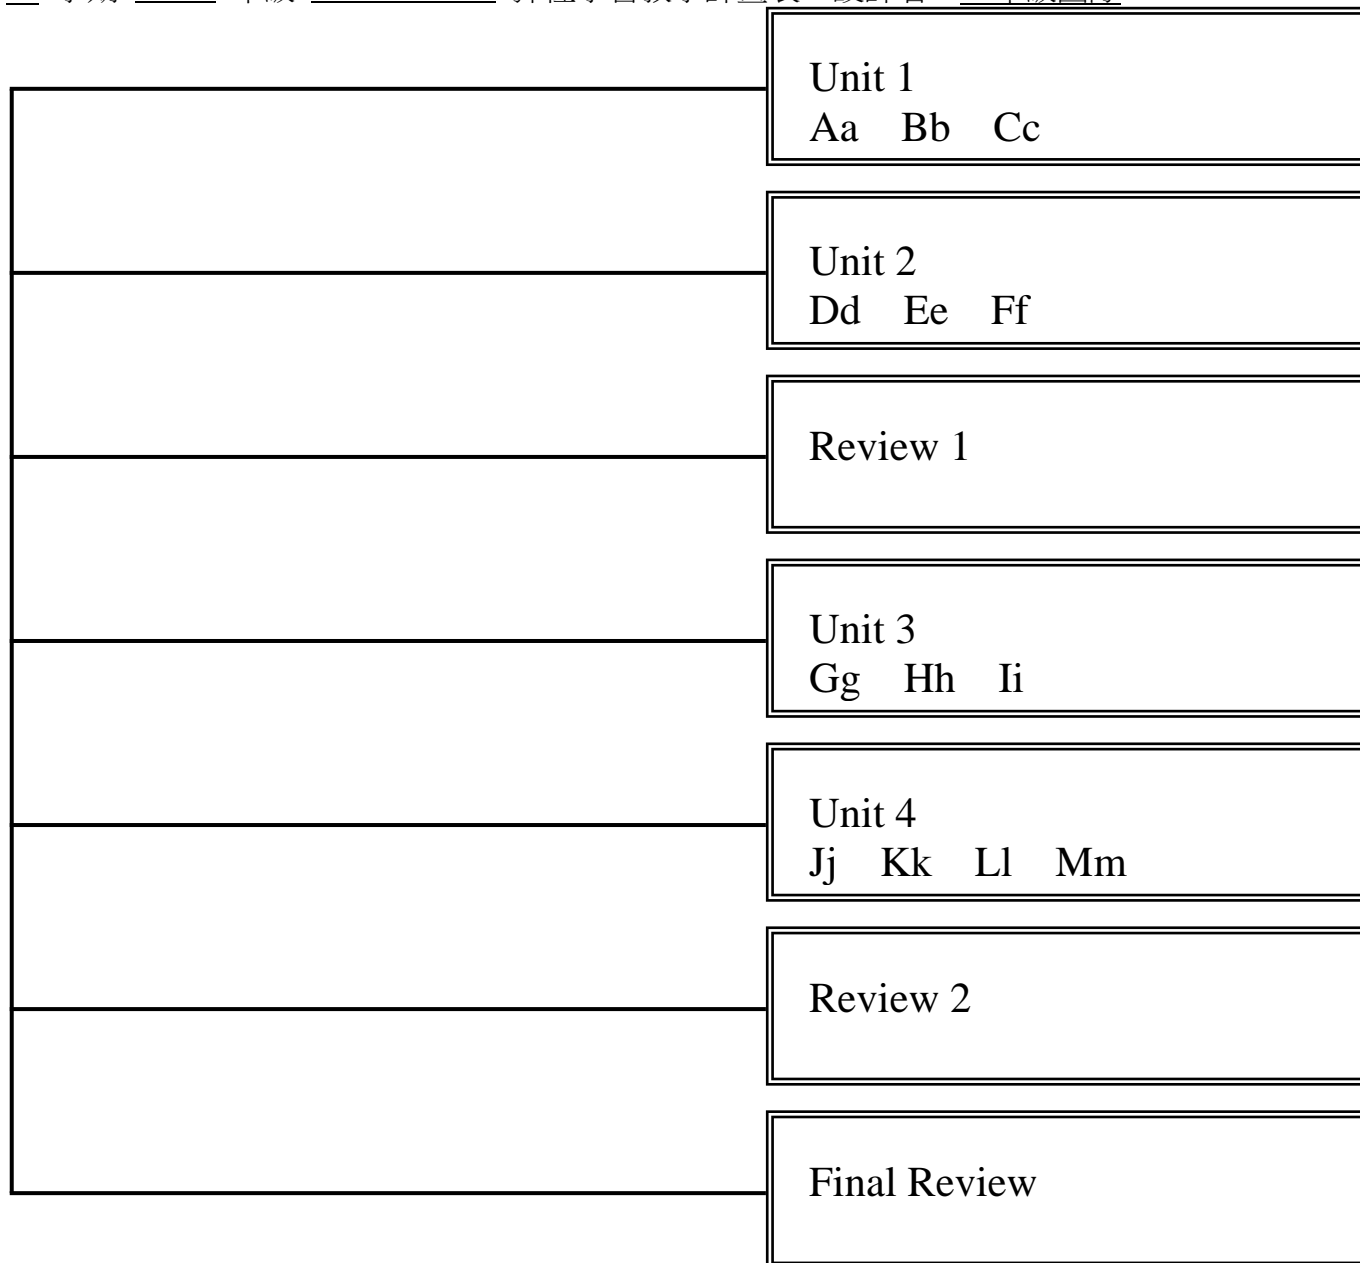 Unit 1
Aa Bb Cc
Unit 2
Dd Ee Ff
Review 1
Unit 3
Gg Hh Ii
Unit 4
Jj Kk Ll Mm
Review 2
Final Review